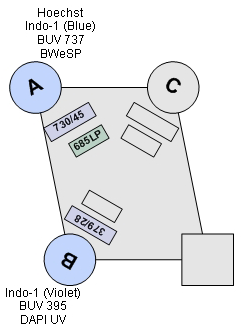 Hoechst
Indo-1 (Blue)
BUV 737
BWeSP
A
C
730/45
685LP
379/28
B
Indo-1 (Violet)
BUV 395
DAPI UV